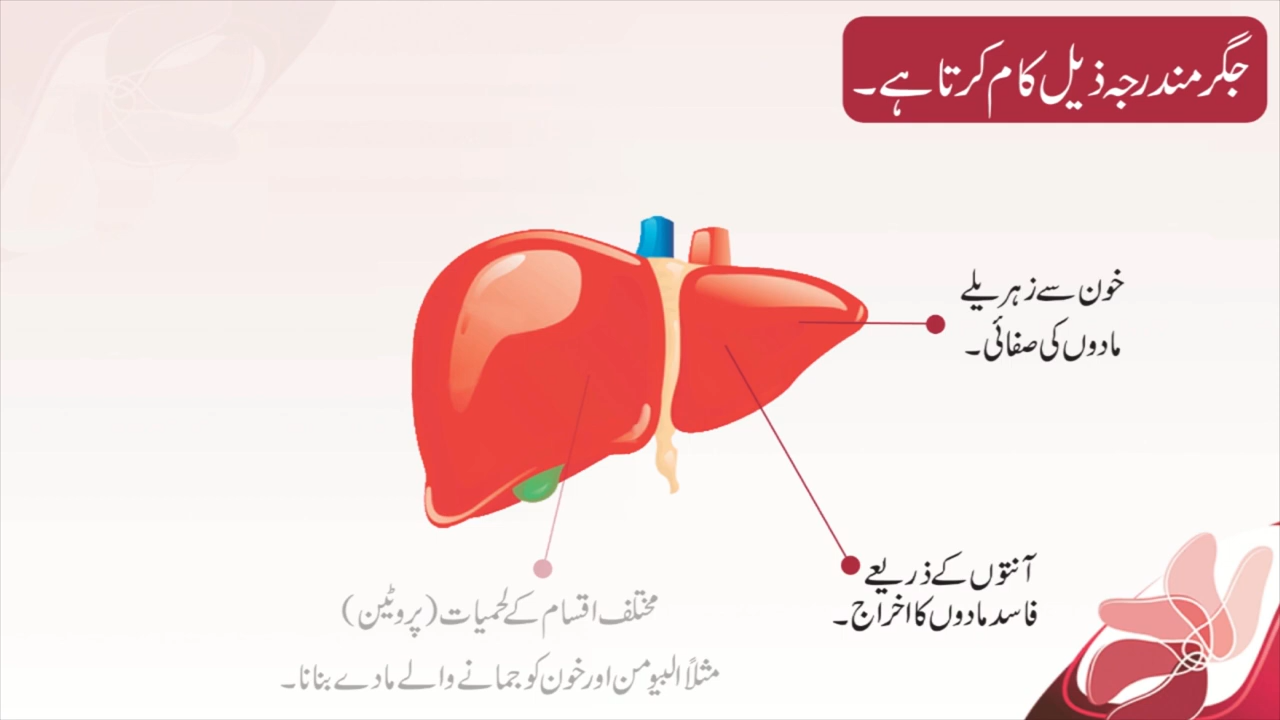 جگر مندرجہ ذیل کام کرتا ہے۔
خون سے زہریلے
مادوں کی صفائی۔
آنتوں کے ذریعے
فاسد مادوں کا اخراج۔
مختلف اقسام کے لحمیات (پروٹین)
مثلاً البیومن اور خون کو جمانے والے مادے بنانا۔